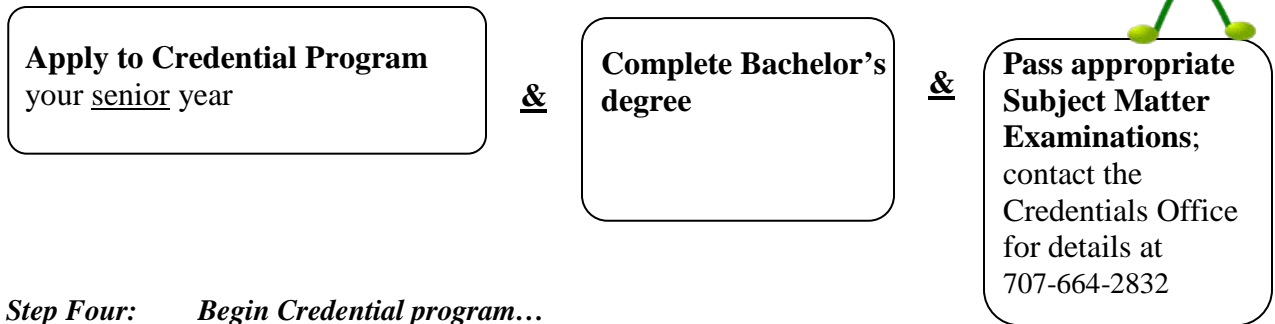 Apply to Credential Program
your senior year
&
Complete Bachelor’s
degree
&
Pass appropriate
Subject Matter
Examinations;
contact the
Credentials Office
for details at
707-664-2832
Step Four: Begin Credential program…